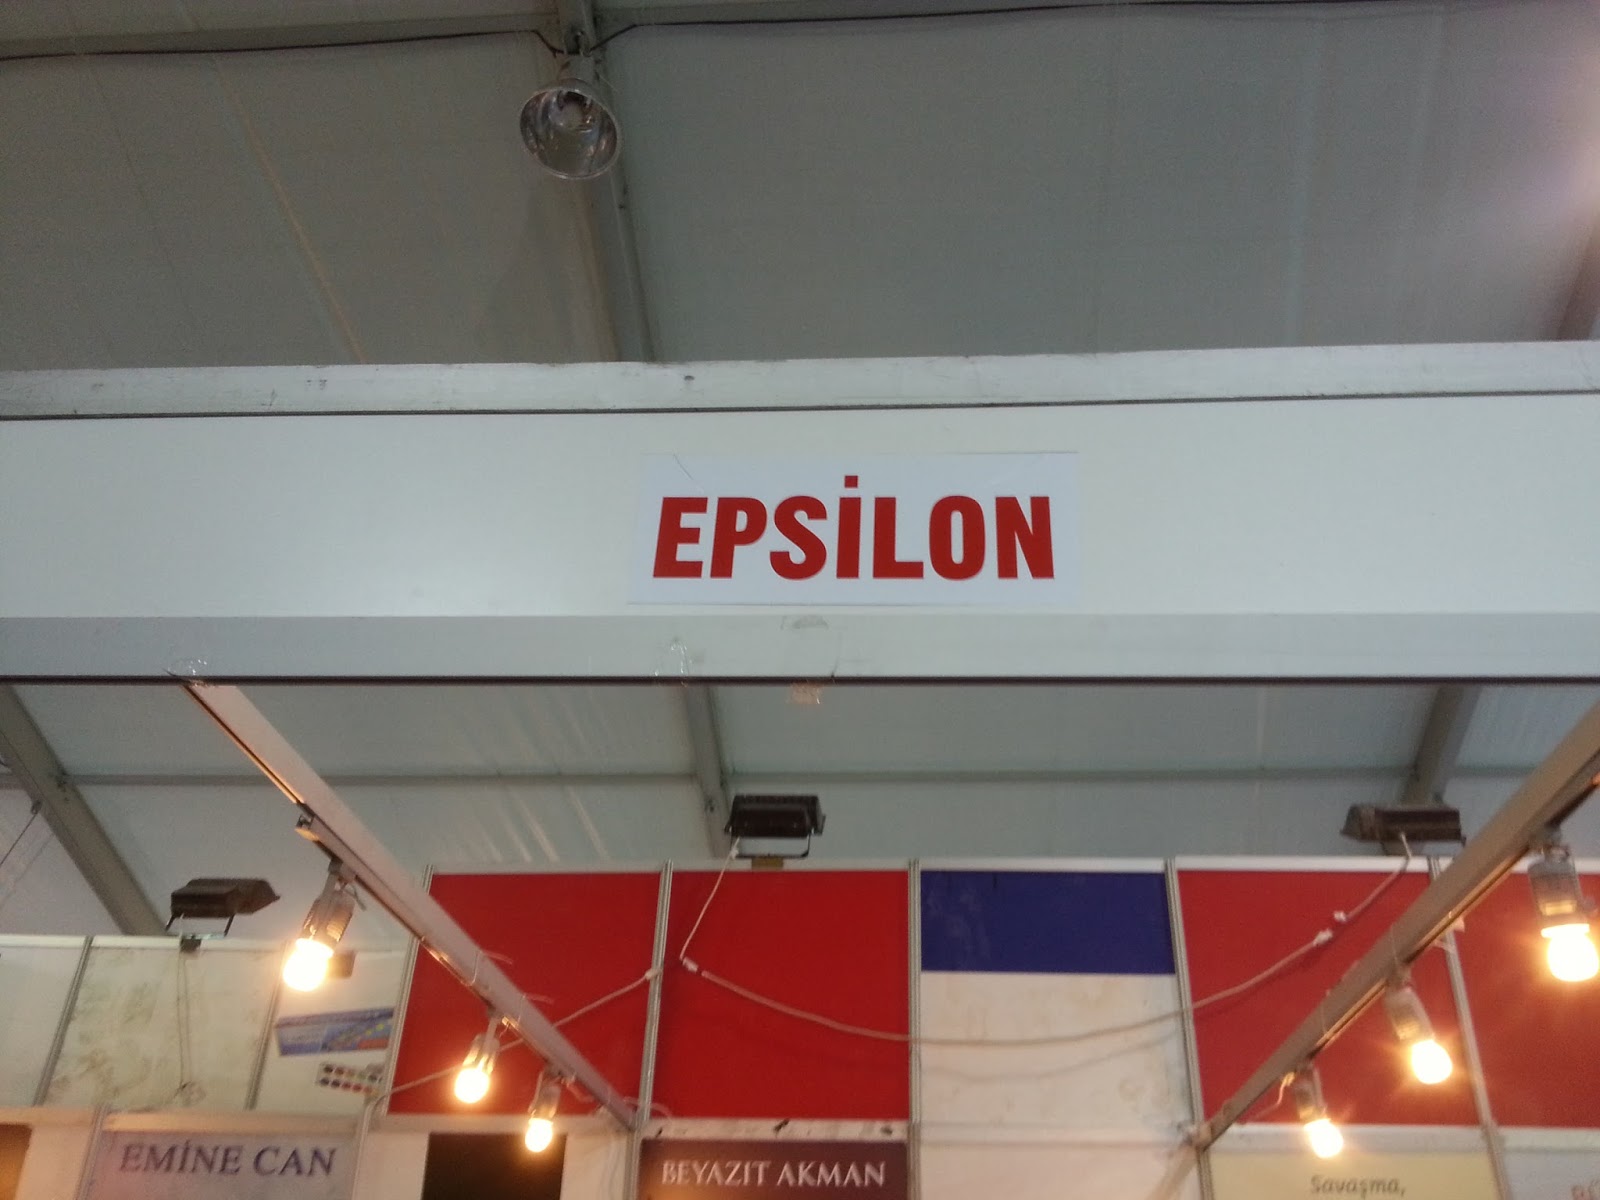 EPSİLON
EMİNE CAN
BEYAZIT AKMAN
Savaşma,